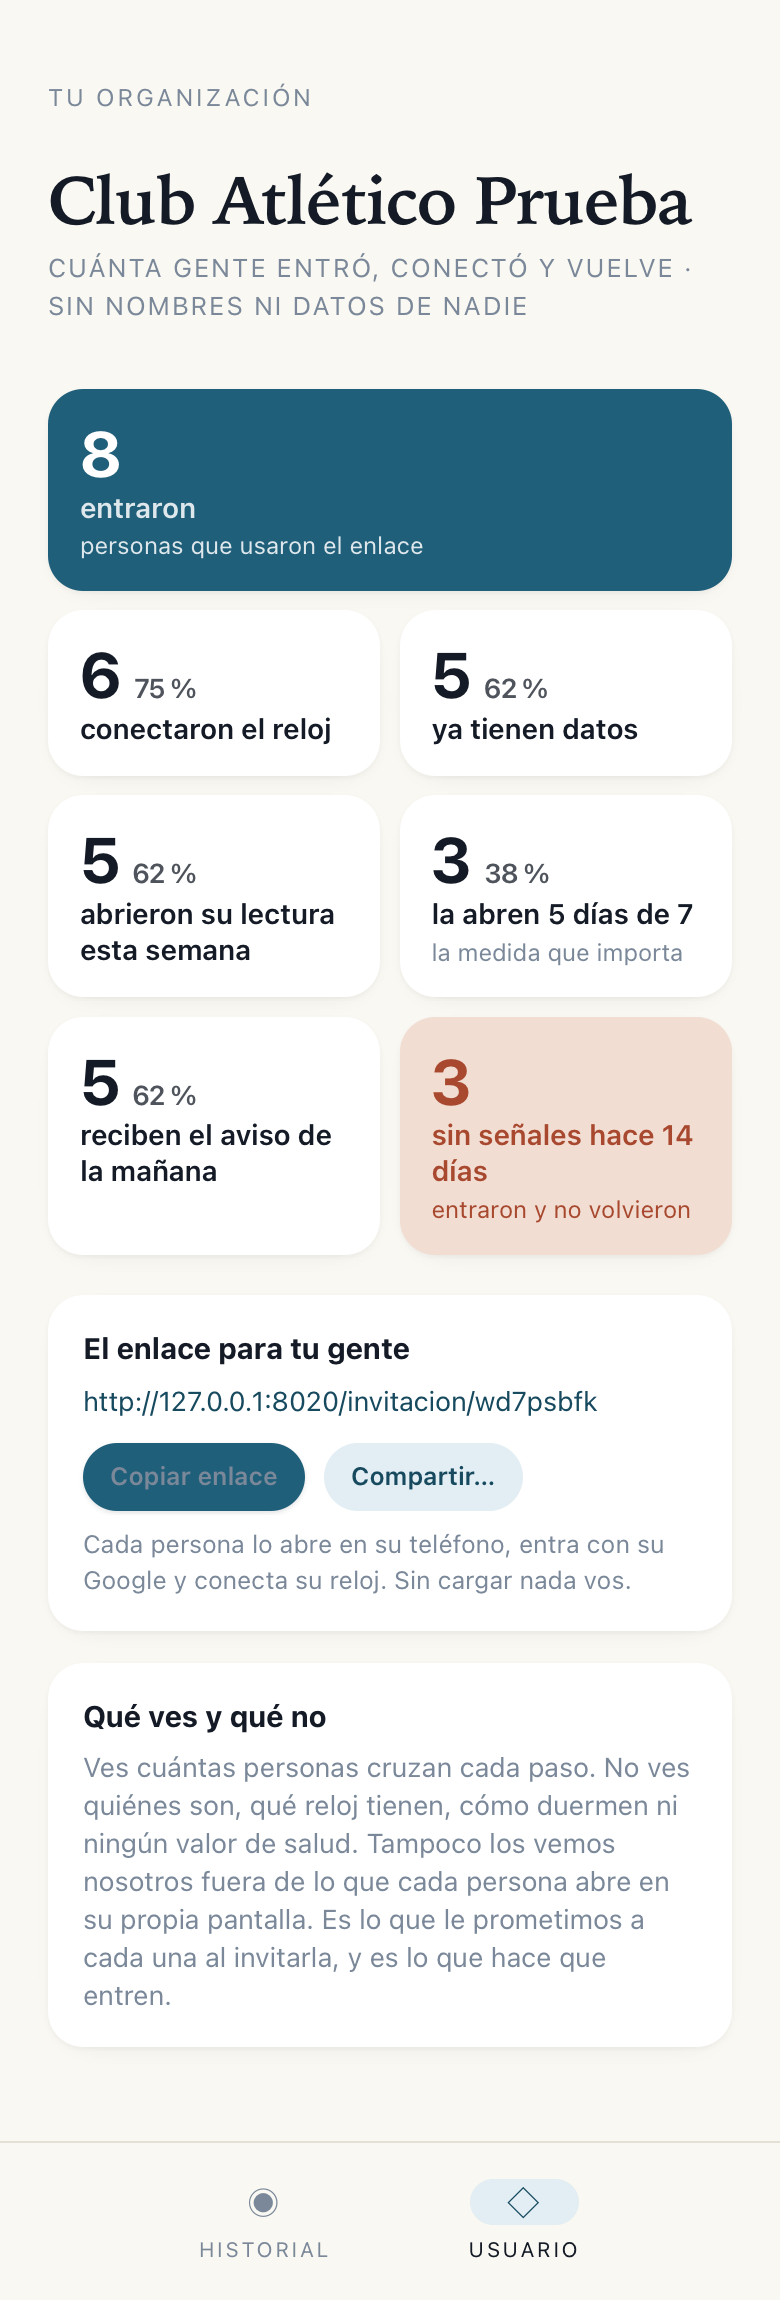 TU ORGANIZACIÓN
Club Atlético Prueba
CUÁNTA GENTE ENTRÓ, CONECTÓ Y VUELVE ·
SIN NOMBRES NI DATOS DE NADIE
8
entraron
personas que usaron el enlace
6 75 %
conectaron el reloj
5 62 %
ya tienen datos
5 62 %
abrieron su lectura
esta semana
3 38 %
la abren 5 días de 7
la medida que importa
5 62 %
reciben el aviso de
la mañana
3
sin señales hace 14
días
entraron y no volvieron
El enlace para tu gente
http://127.0.0.1:8020/invitacion/wd7psbfk
Copiar enlace
Compartir...
Cada persona lo abre en su teléfono, entra con su
Google y conecta su reloj. Sin cargar nada vos.
Qué ves y qué no
Ves cuántas personas cruzan cada paso. No ves
quiénes son, qué reloj tienen, cómo duermen ni
ningún valor de salud. Tampoco los vemos
nosotros fuera de lo que cada persona abre en
su propia pantalla. Es lo que le prometimos a
cada una al invitarla, y es lo que hace que
entren.
HISTORIAL
USUARIO